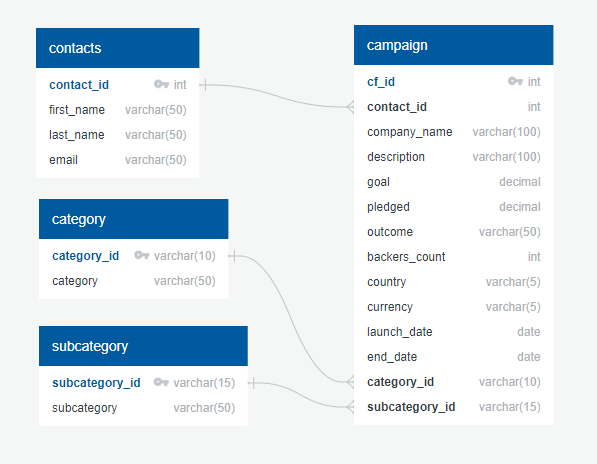 contacts
contact_id int
first_name varchar(50)
last_name varchar(50)
email varchar(50)
category
category_id varchar(10)
category varchar(50)
subcategory
subcategory_id varchar(15)
subcategory varchar(50)
campaign
cf_id int
contact_id int
company_name varchar(100)
description varchar(100)
goal decimal
pledged decimal
outcome varchar(50)
backers_count int
country varchar(5)
currency varchar(5)
launch_date date
end_date date
category_id varchar(10)
subcategory_id varchar(15)